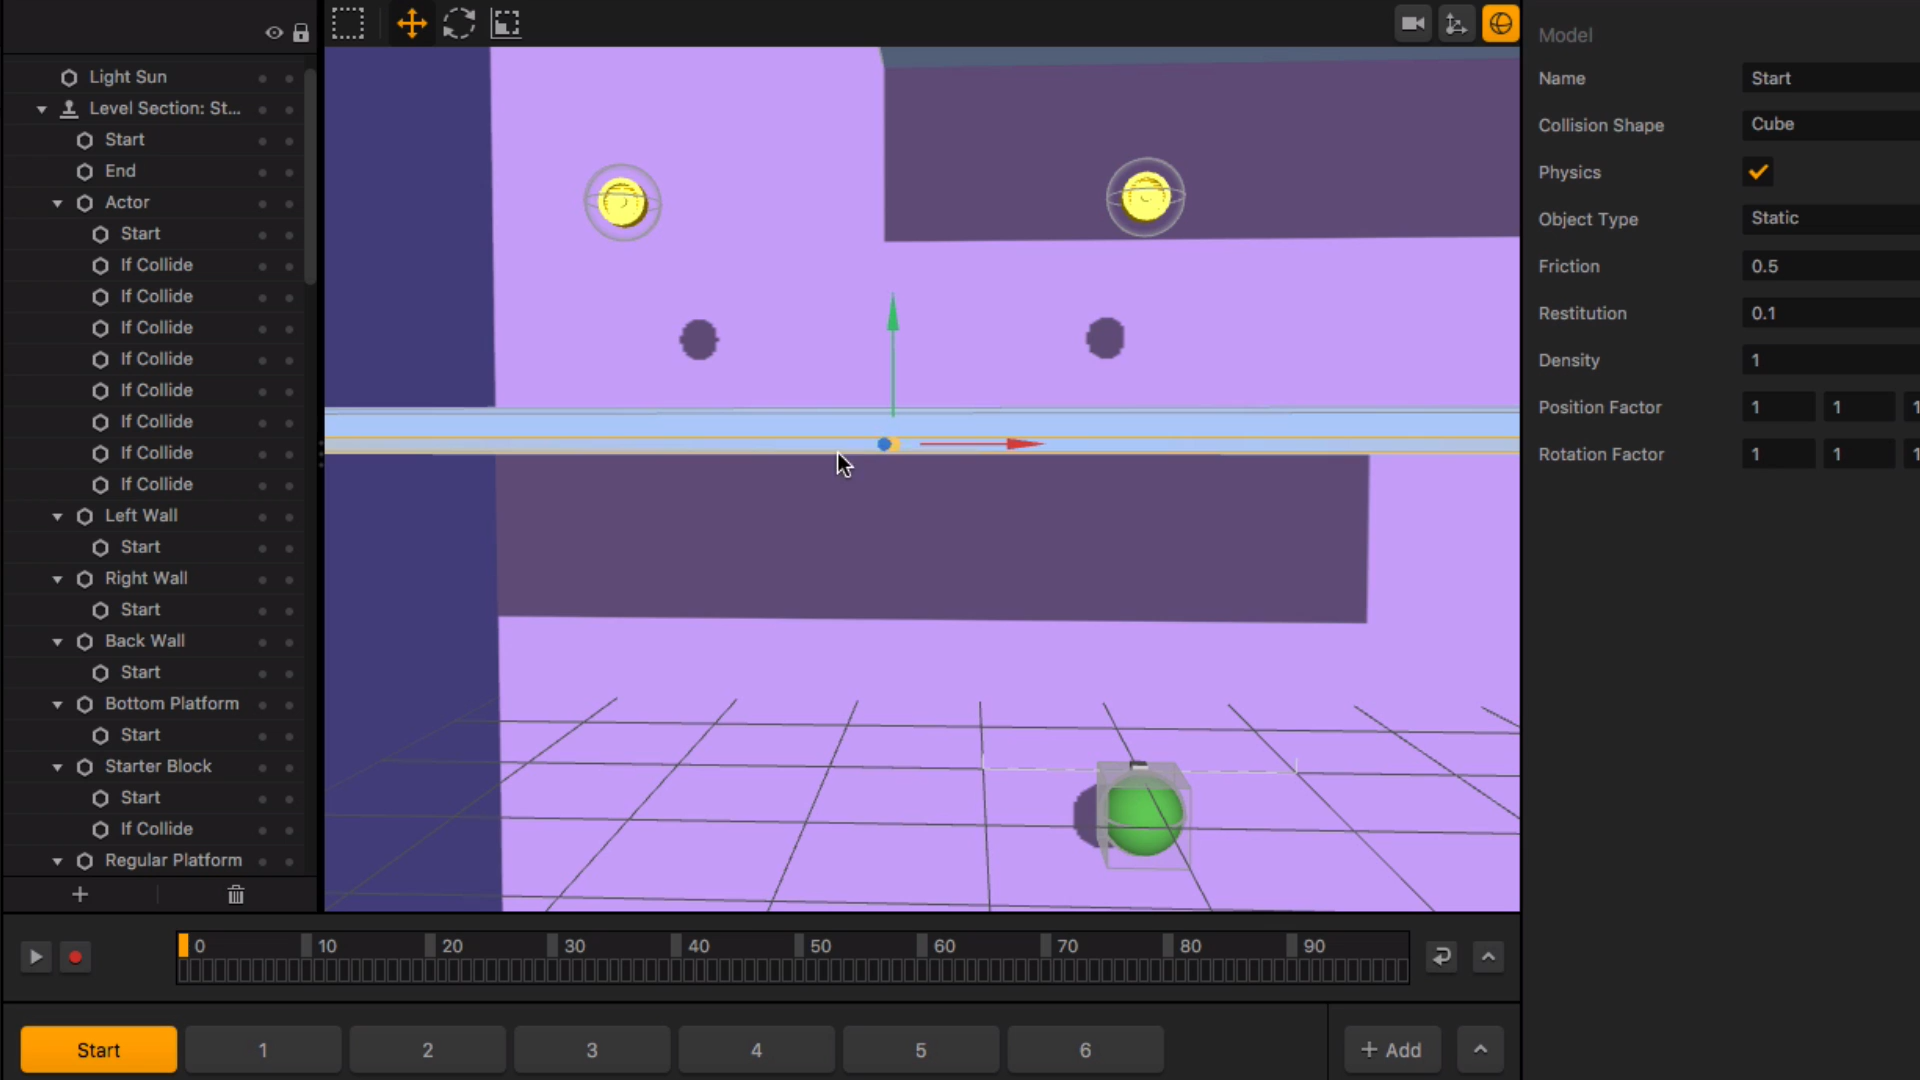 Light Sun
Level Section: St...
Start
End
Actor
Start
If Collide
If Collide
If Collide
If Collide
If Collide
If Collide
If Collide
If Collide
Left Wall
Start
Right Wall
Start
Back Wall
Start
Bottom Platform
Start
Starter Block
Start
If Collide
Regular Platform
Model
Name Start
Collision Shape Cube
Physics
Object Type Static
Friction 0.5
Restitution 0.1
Density 1
Position Factor 1 1 1
Rotation Factor 1 1 1
0 10 20 30 40 50 60 70 80 90
Start 1 2 3 4 5 6 + Add